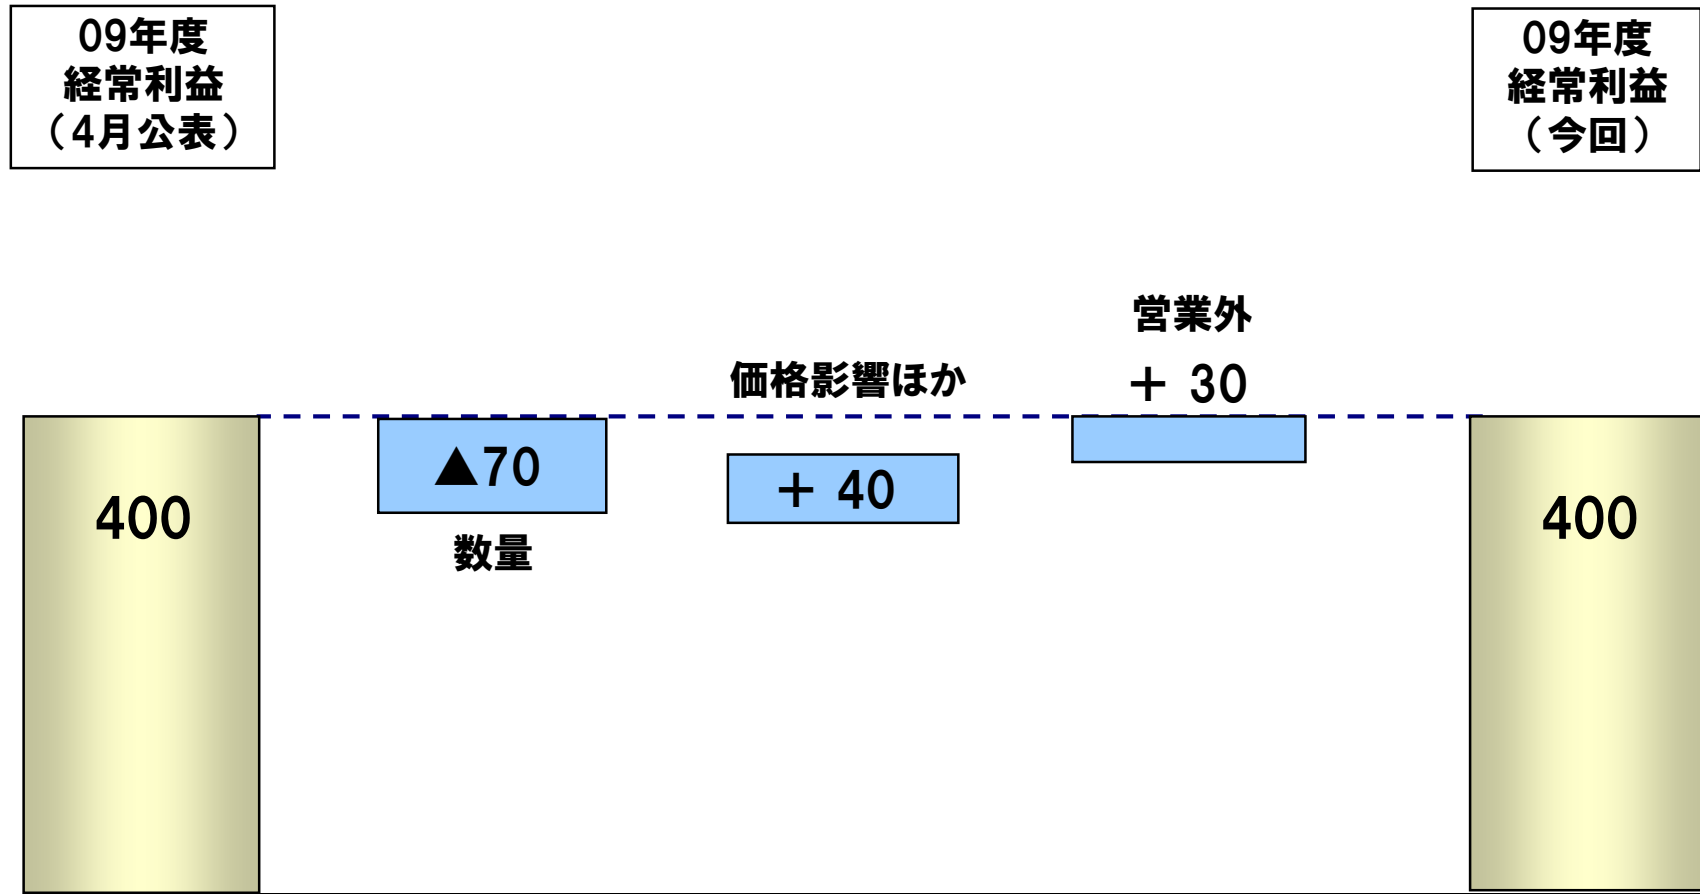 09年度
経常利益
（4月公表）
09年度
経常利益
（今回）
営業外
＋ 30
価格影響ほか
400
▲70
＋ 40
400
数量